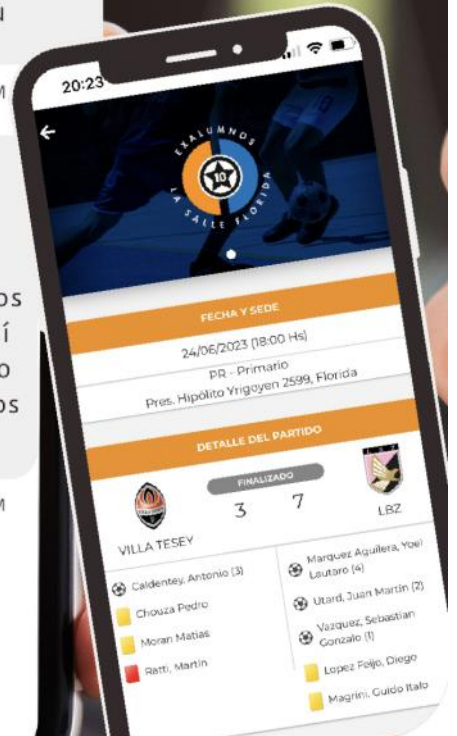 20:23
EXALUMNOS
10
LA SALLE FLORIDA
FECHA Y SEDE
24/06/2023 (18:00 Hs)
PR - Primario
Pres. Hipólito Yrigoyen 2599, Florida
DETALLE DEL PARTIDO
FINALIZADO
3 7
VILLA TESEY
LBZ
Caldentey, Antonio (3)
Chouza Pedro
Moran Matias
Ratti, Martin
Marquez Aguilera, Yoel
Lautaro (4)
Utard, Juan Martin (2)
Vazquez, Sebastian
Gonzalo (1)
Lopez Feijo, Diego
Magrini, Guido Italo